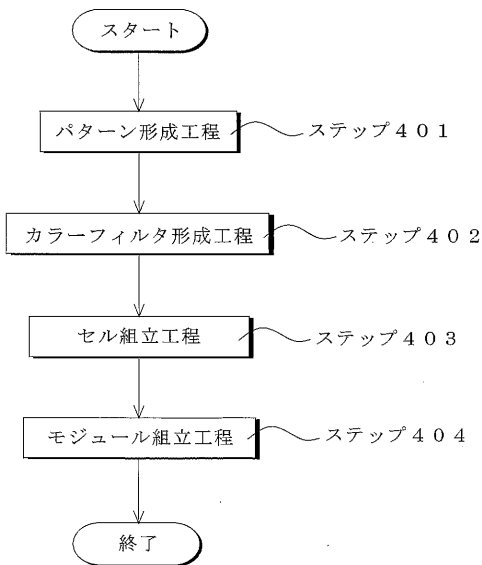 スタート
パターン形成工程
ステップ401
カラーフィルタ形成工程
ステップ402
セル組立工程
ステップ403
モジュール組立工程
ステップ404
終了